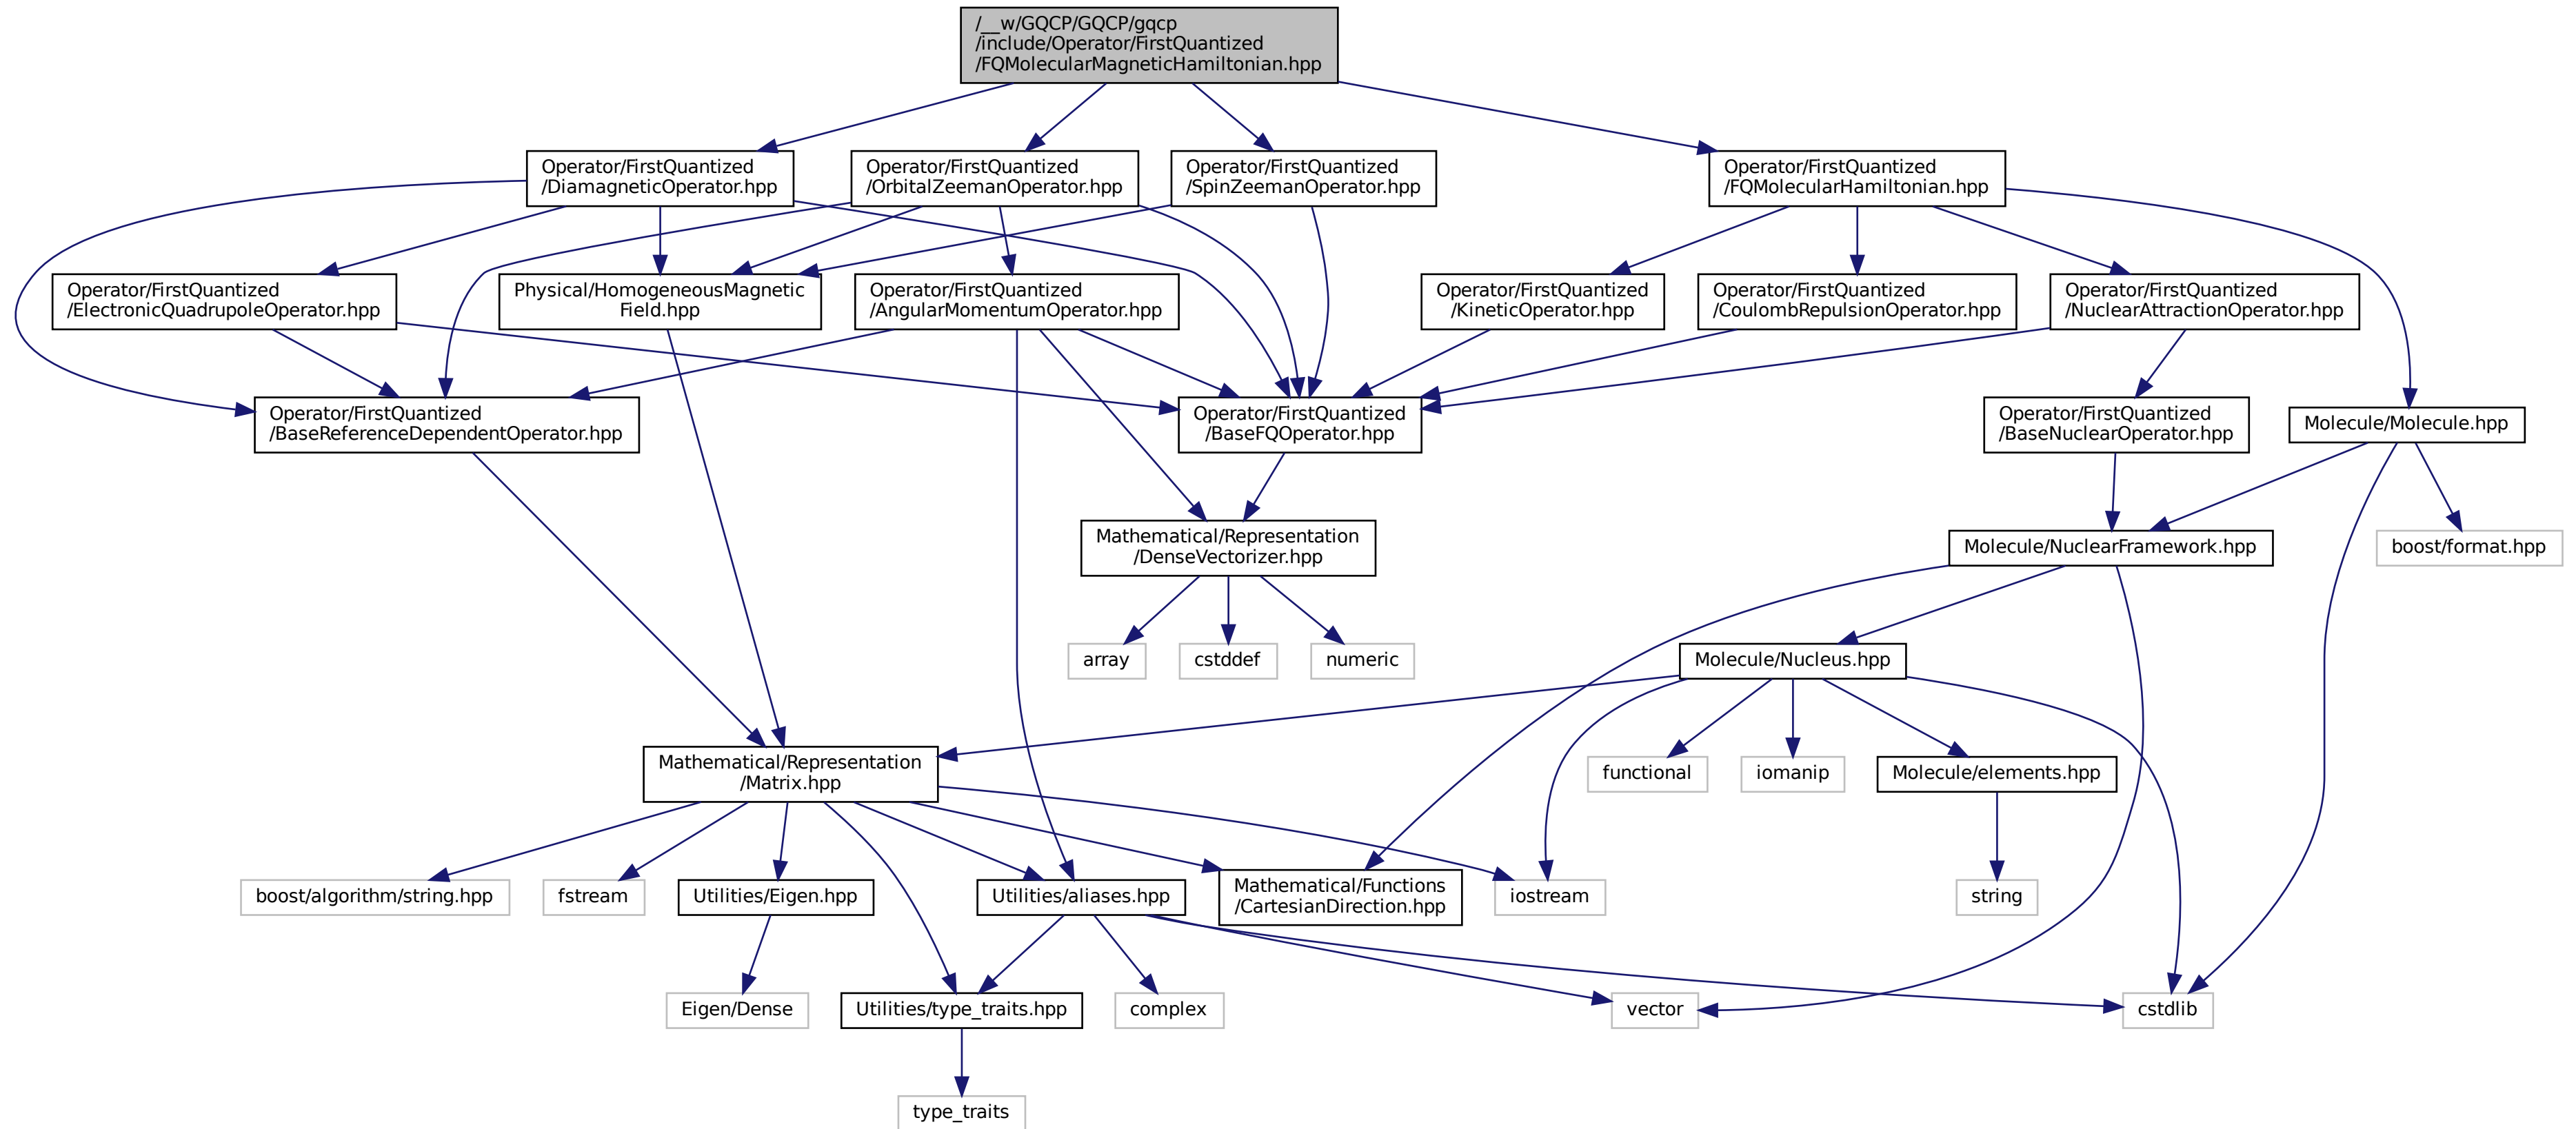 /__w/GQCP/GQCP/gqcp
/include/Operator/FirstQuantized
/FQMolecularMagneticHamiltonian.hpp
Operator/FirstQuantized
/DiamagneticOperator.hpp
Operator/FirstQuantized
/OrbitalZeemanOperator.hpp
Operator/FirstQuantized
/SpinZeemanOperator.hpp
Operator/FirstQuantized
/FQMolecularHamiltonian.hpp
Operator/FirstQuantized
/ElectronicQuadrupoleOperator.hpp
Physical/HomogeneousMagnetic
Field.hpp
Operator/FirstQuantized
/AngularMomentumOperator.hpp
Operator/FirstQuantized
/KineticOperator.hpp
Operator/FirstQuantized
/CoulombRepulsionOperator.hpp
Operator/FirstQuantized
/NuclearAttractionOperator.hpp
Operator/FirstQuantized
/BaseReferenceDependentOperator.hpp
Operator/FirstQuantized
/BaseFQOperator.hpp
Operator/FirstQuantized
/BaseNuclearOperator.hpp
Molecule/Molecule.hpp
Mathematical/Representation
/DenseVectorizer.hpp
Molecule/NuclearFramework.hpp
boost/format.hpp
array
cstddef
numeric
Molecule/Nucleus.hpp
Mathematical/Representation
/Matrix.hpp
functional
iomanip
Molecule/elements.hpp
boost/algorithm/string.hpp
fstream
Utilities/Eigen.hpp
Utilities/aliases.hpp
Mathematical/Functions
/CartesianDirection.hpp
iostream
string
Eigen/Dense
Utilities/type_traits.hpp
complex
vector
cstdlib
type_traits